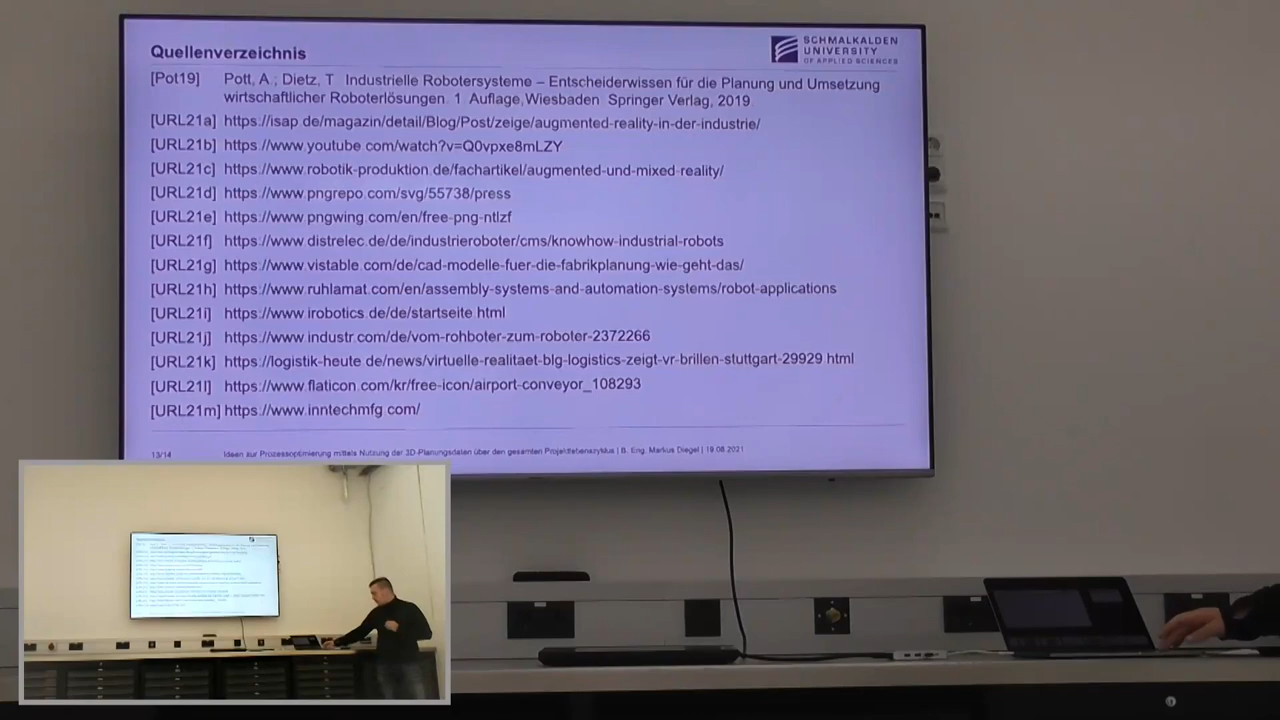 Quellenverzeichnis
SCHMALKALDEN
UNIVERSITY
OF APPLIED SCIENCES
[Pot19] Pott, A.; Dietz, T. Industrielle Robotersysteme – Entscheiderwissen für die Planung und Umsetzung
wirtschaftlicher Roboterlösungen. 1. Auflage, Wiesbaden. Springer Verlag, 2019.
[URL21a] https://isap.de/magazin/detail/Blog/Post/zeige/augmented-reality-in-der-industrie/
[URL21b] https://www.youtube.com/watch?v=Q0vpxe8mLZY
[URL21c] https://www.robotik-produktion.de/fachartikel/augmented-und-mixed-reality/
[URL21d] https://www.pngrepo.com/svg/55738/press
[URL21e] https://www.pngwing.com/en/free-png-ntlzf
[URL21f] https://www.distrelec.de/de/industrieroboter/cms/knowhow-industrial-robots
[URL21g] https://www.vistable.com/de/cad-modelle-fuer-die-fabrikplanung-wie-geht-das/
[URL21h] https://www.ruhlamat.com/en/assembly-systems-and-automation-systems/robot-applications
[URL21i] https://www.irobotics.de/de/startseite.html
[URL21j] https://www.industr.com/de/vom-rohboter-zum-roboter-2372266
[URL21k] https://logistik-heute.de/news/virtuelle-realitaet-blg-logistics-zeigt-vr-brillen-stuttgart-29929.html
[URL21l] https://www.flaticon.com/kr/free-icon/airport-conveyor_108293
[URL21m] https://www.inntechmfg.com/
13/14 Ideen zur Prozessoptimierung mittels Nutzung der 3D-Planungsdaten über den gesamten Projektlebenszyklus | B. Eng. Markus Diegel | 19.08.2021